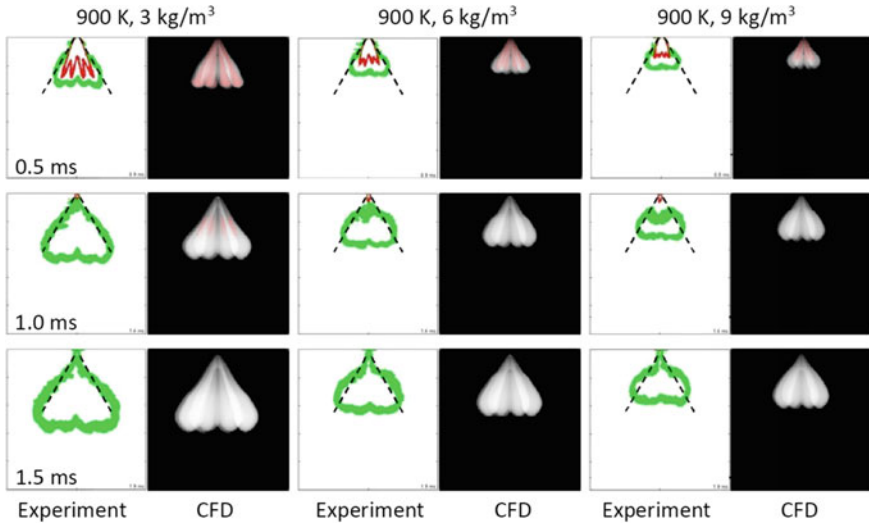 900 K, 3 kg/m³ 900 K, 6 kg/m³ 900 K, 9 kg/m³
0.5 ms
1.0 ms
1.5 ms
Experiment CFD Experiment CFD Experiment CFD